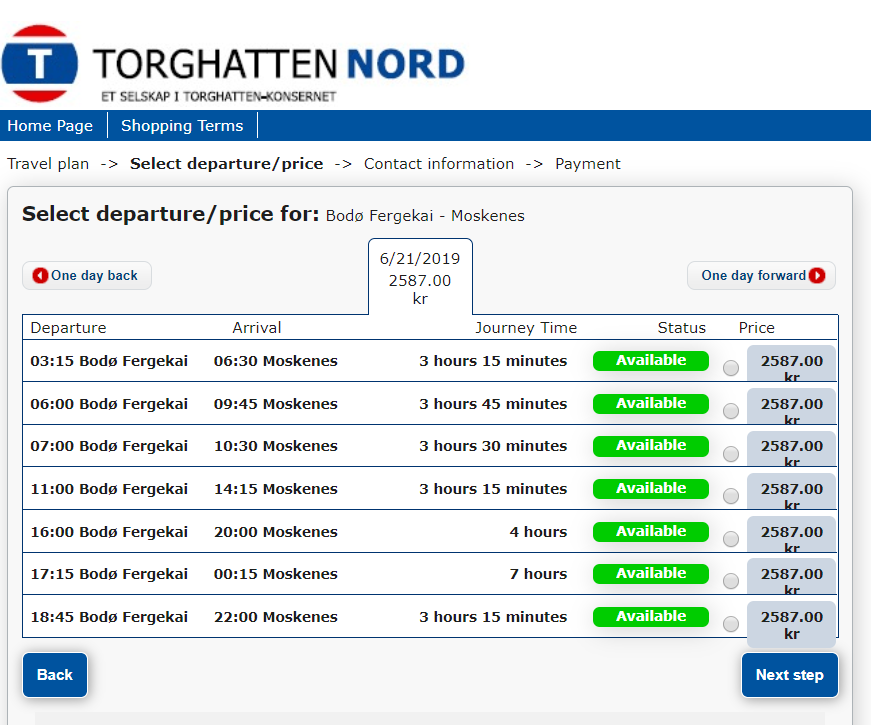 T TORGHATTEN NORD
ET SELSKAP I TORGHATTEN-KONSERNET
Home Page Shopping Terms
Travel plan -> Select departure/price -> Contact information -> Payment
Select departure/price for: Bodø Fergekai - Moskenes
6/21/2019
One day back 2587.00 One day forward
kr
Departure Arrival Journey Time Status Price
03:15 Bodø Fergekai 06:30 Moskenes 3 hours 15 minutes Available 2587.00
kr
06:00 Bodø Fergekai 09:45 Moskenes 3 hours 45 minutes Available 2587.00
kr
07:00 Bodø Fergekai 10:30 Moskenes 3 hours 30 minutes Available 2587.00
kr
11:00 Bodø Fergekai 14:15 Moskenes 3 hours 15 minutes Available 2587.00
kr
16:00 Bodø Fergekai 20:00 Moskenes 4 hours Available 2587.00
kr
17:15 Bodø Fergekai 00:15 Moskenes 7 hours Available 2587.00
kr
18:45 Bodø Fergekai 22:00 Moskenes 3 hours 15 minutes Available 2587.00
kr
Back Next step